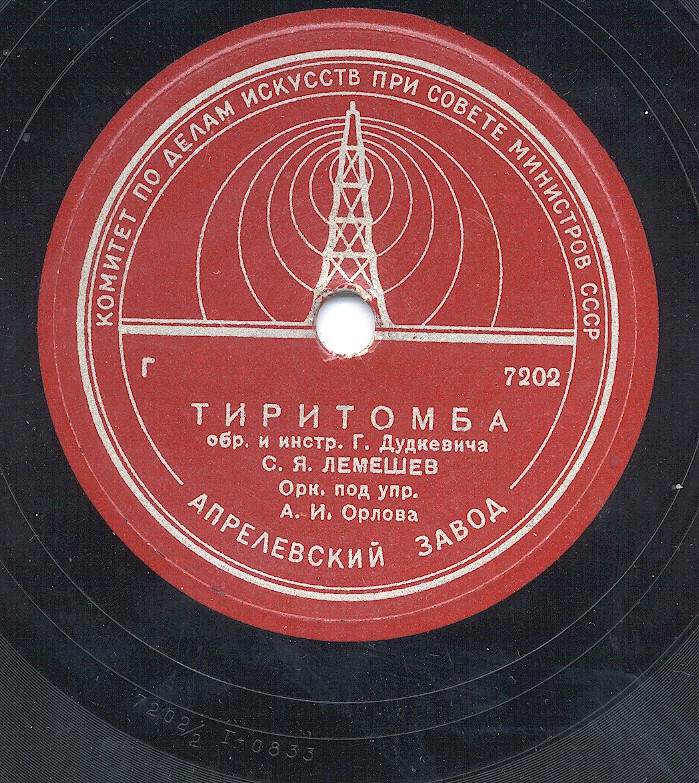 КОМИТЕТ ПО ДЕЛАМ ИСКУССТВ ПРИ СОВЕТЕ МИНИСТРОВ СССР
Г
7202
ТИРИТОМБА
обр. и инстр. Г. Дудкевича
С. Я. ЛЕМЕШЕВ
Орк. под упр.
А. И. Орлова
АПРЕЛЕВСКИЙ ЗАВОД
7202/2 I-0833